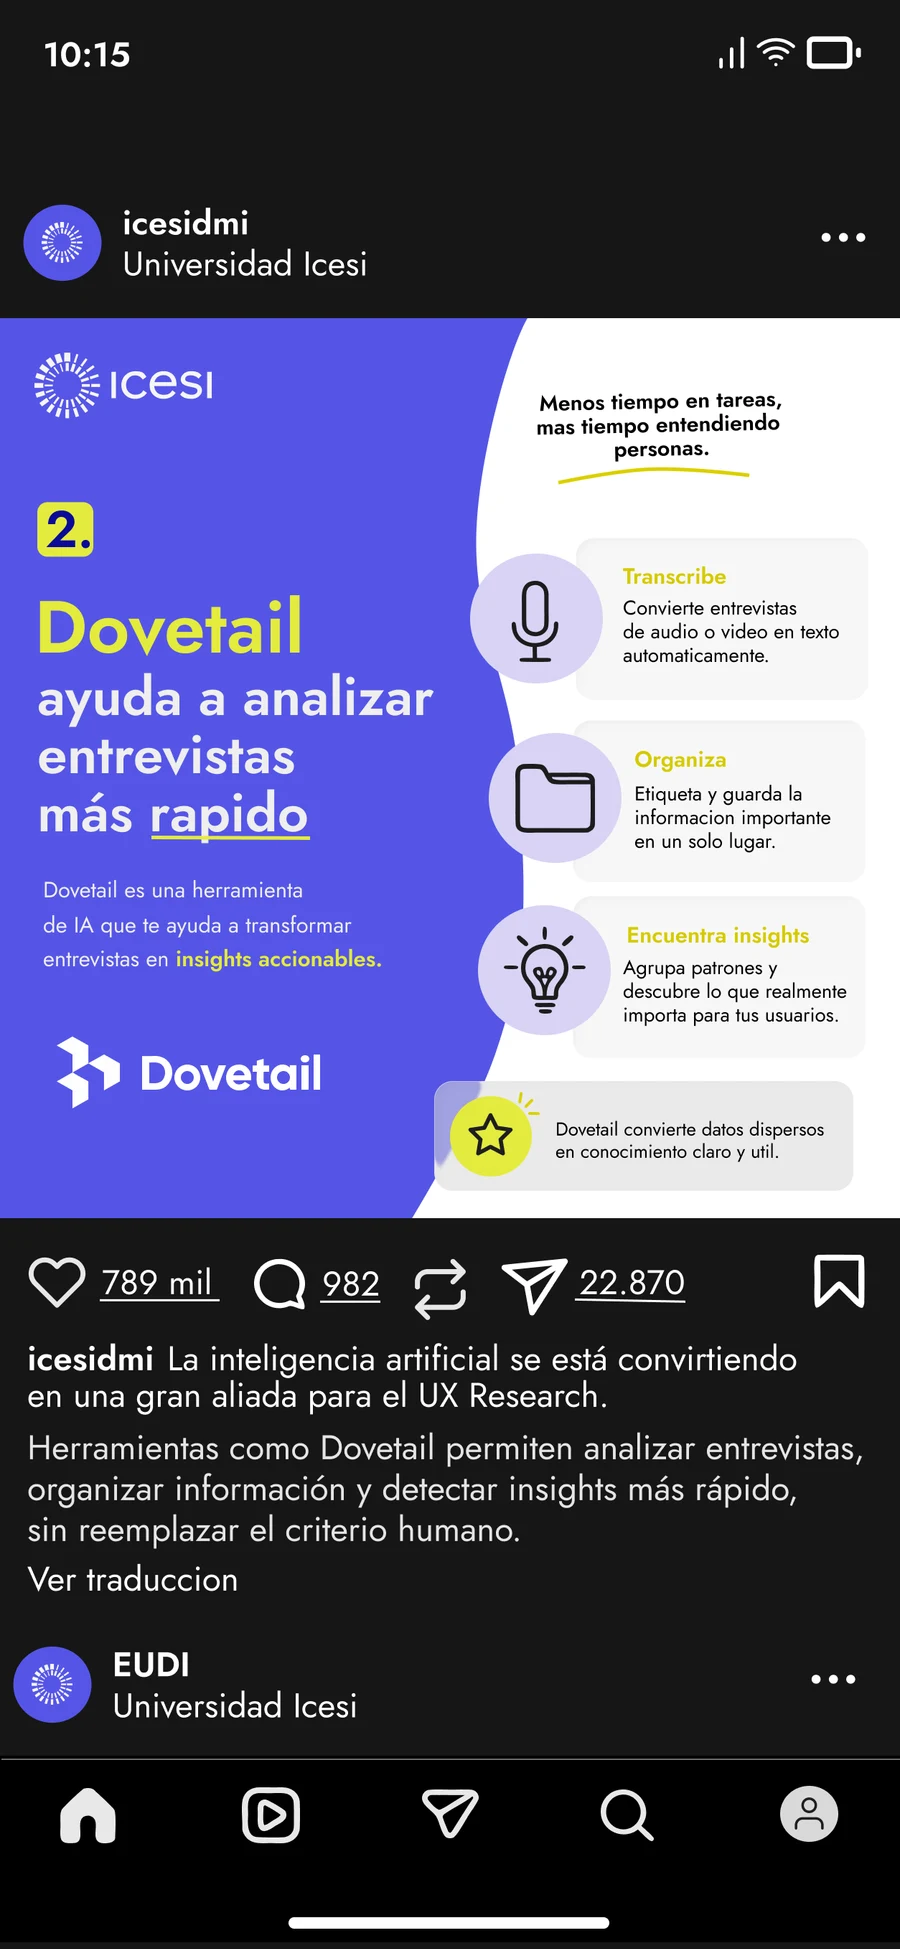 10:15
icesidmi
Universidad Icesi
ICESI
Menos tiempo en tareas,
mas tiempo entendiendo
personas.
2.
Dovetail
ayuda a analizar
entrevistas
más rapido
Dovetail es una herramienta
de IA que te ayuda a transformar
entrevistas en insights accionables.
Dovetail
Transcribe
Convierte entrevistas
de audio o video en texto
automaticamente.
Organiza
Etiqueta y guarda la
informacion importante
en un solo lugar.
Encuentra insights
Agrupa patrones y
descubre lo que realmente
importa para tus usuarios.
Dovetail convierte datos dispersos
en conocimiento claro y util.
789 mil 982 22.870
icesidmi La inteligencia artificial se está convirtiendo
en una gran aliada para el UX Research.
Herramientas como Dovetail permiten analizar entrevistas,
organizar información y detectar insights más rápido,
sin reemplazar el criterio humano.
Ver traduccion
EUDI
Universidad Icesi